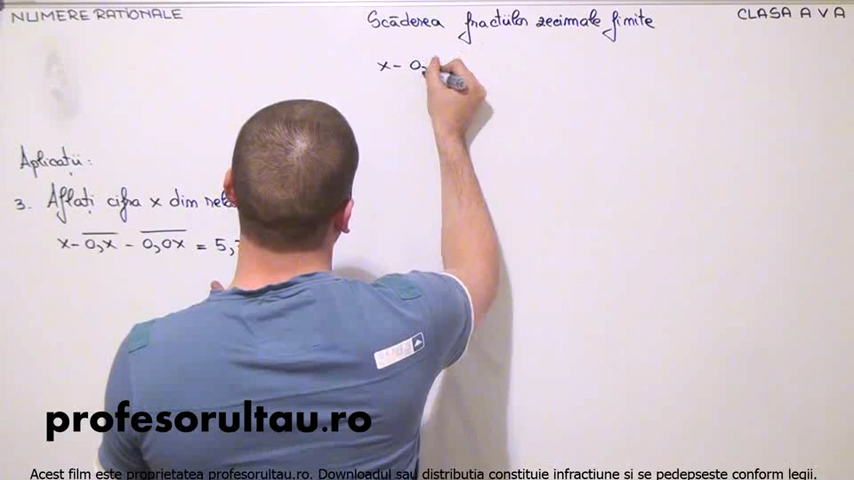 NUMERE RATIONALE
Scăderea fracțiilor zecimale finite
CLASA A V A
x - 0,
Aplicații:
3. Aflați cifra x din
x - 0,x - 0,0x = 5,
profesorultau.ro
Acest film este proprietatea profesorultau.ro. Downloadul sau distributia constituie infractiune si se pedepseste conform legii.